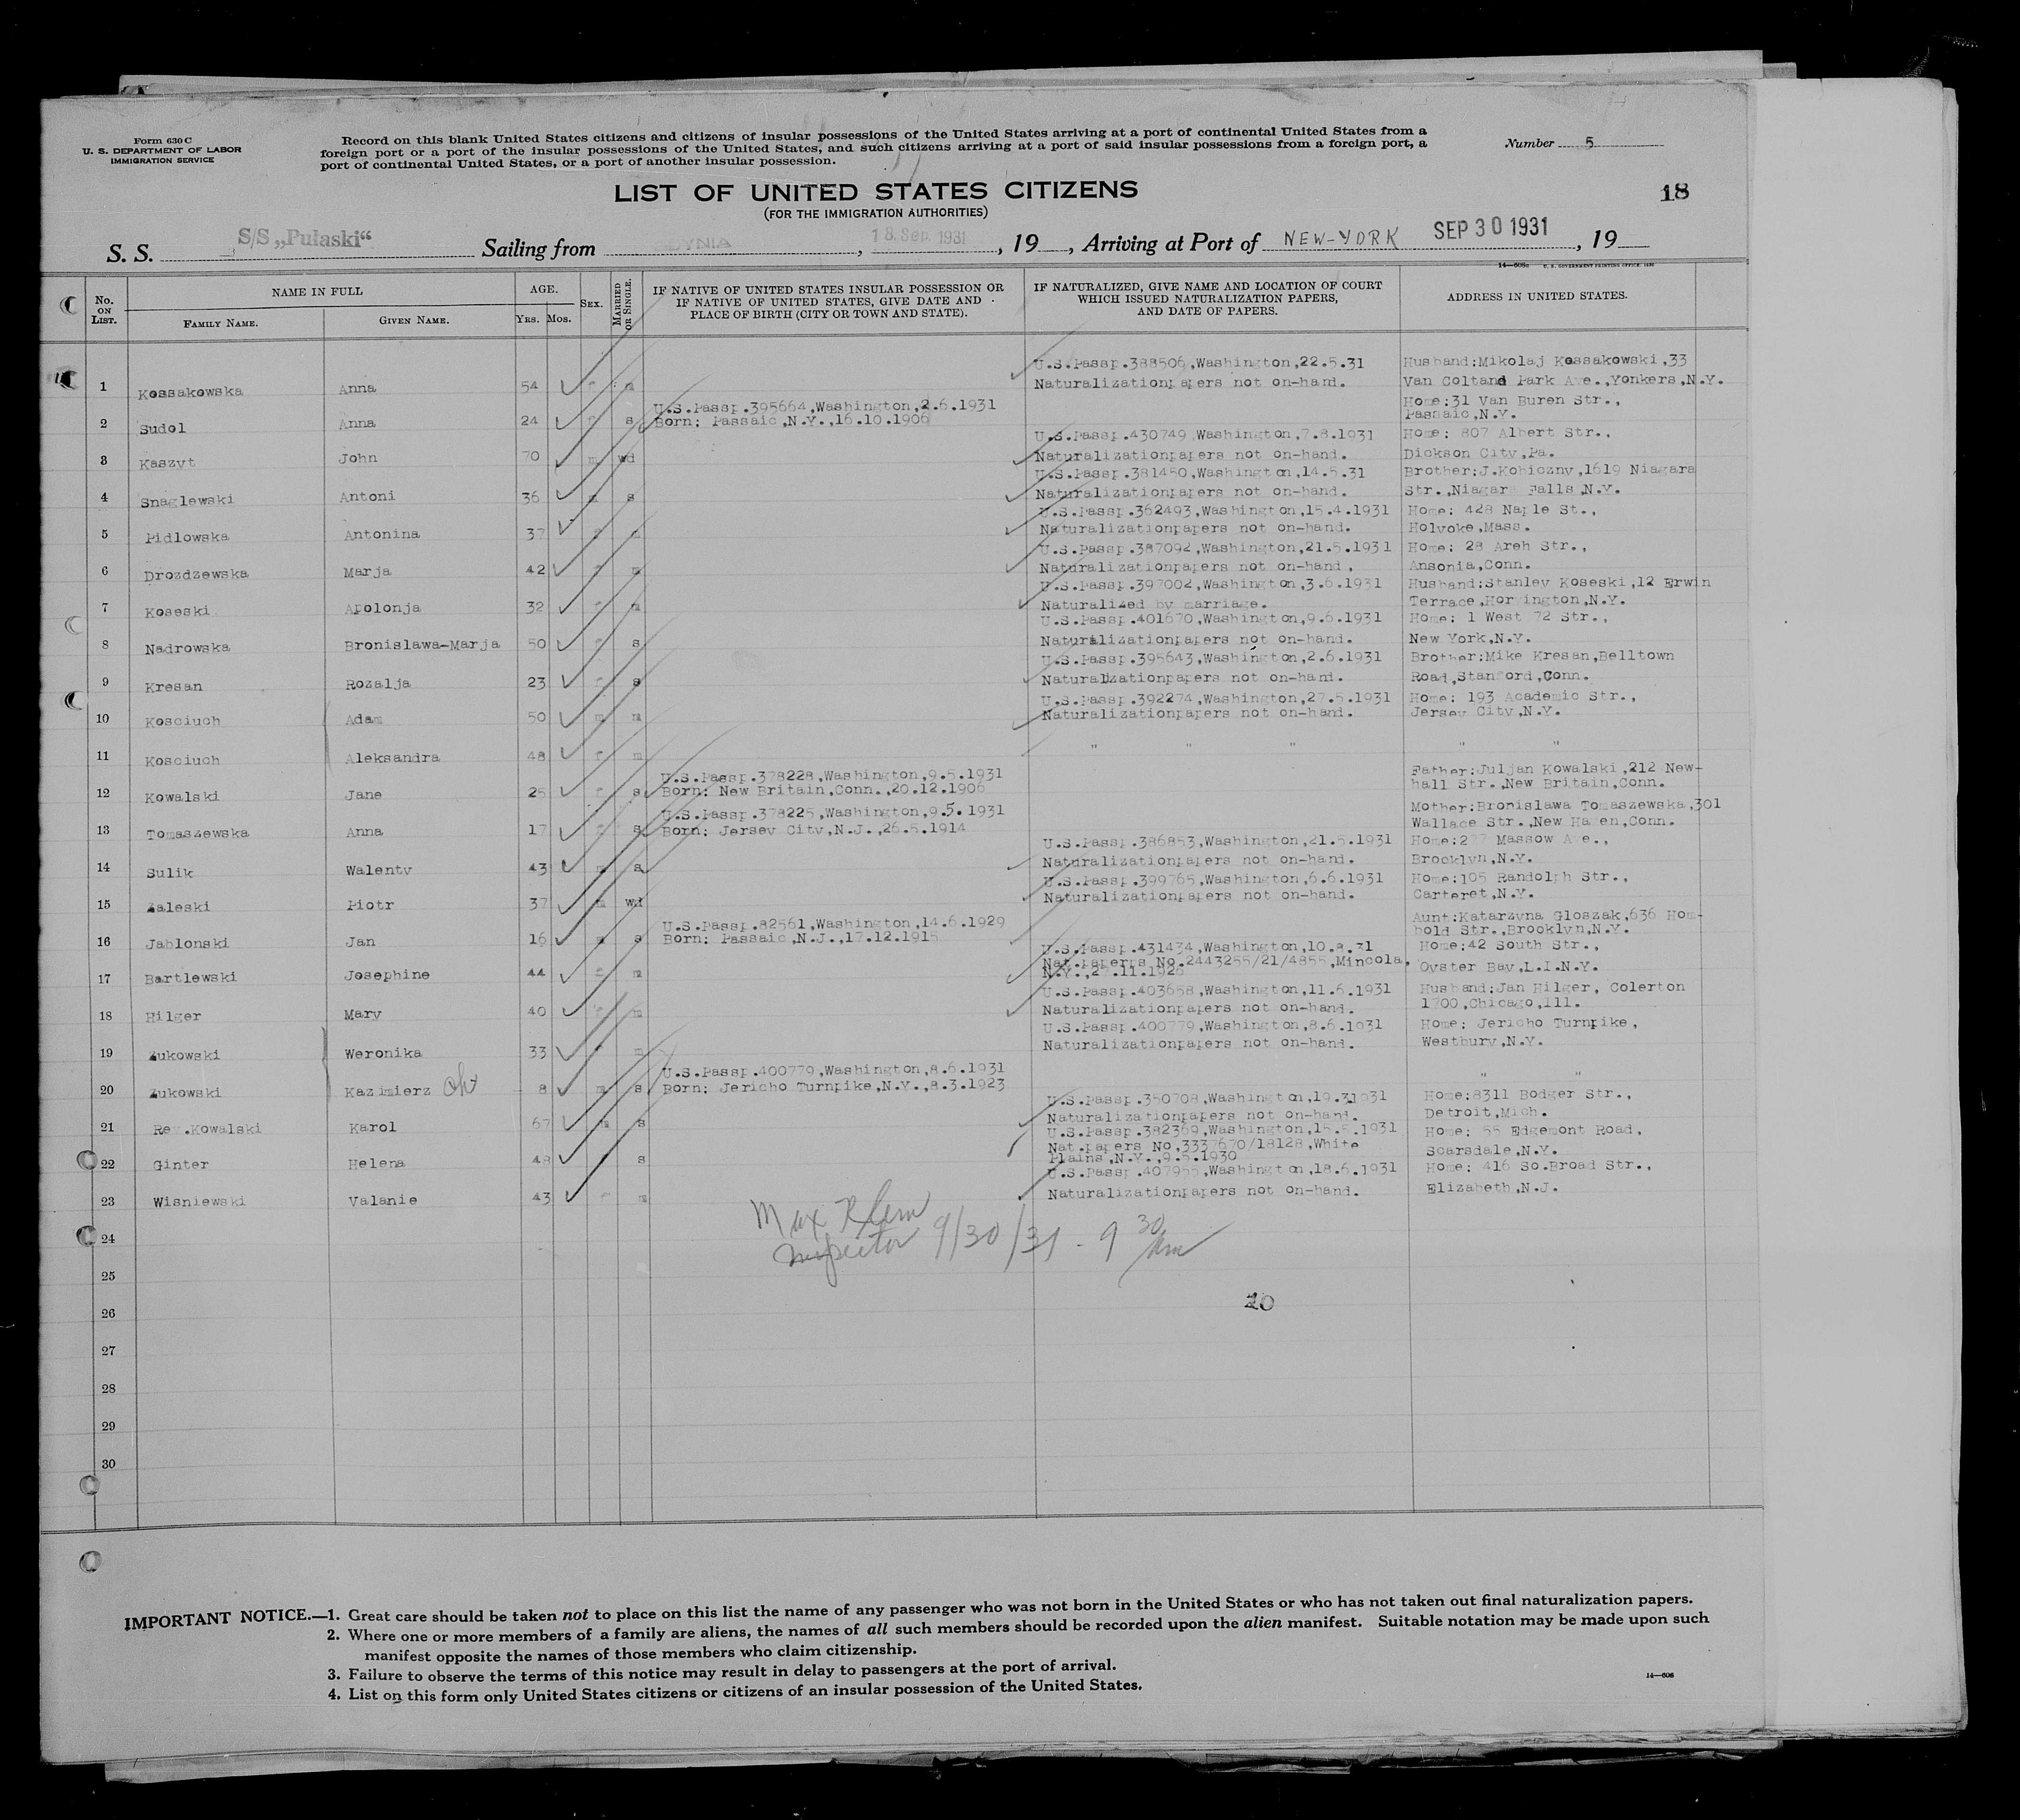 Form 630 C
U. S. DEPARTMENT OF LABOR
IMMIGRATION SERVICE
Record on this blank United States citizens and citizens of insular possessions of the United States arriving at a port of continental United States from a
foreign port or a port of the insular possessions of the United States, and such citizens arriving at a port of said insular possessions from a foreign port, a
port of continental United States, or a port of another insular possession.
Number 5
LIST OF UNITED STATES CITIZENS
(FOR THE IMMIGRATION AUTHORITIES)
18
S. S. S/S „Pułaski“ Sailing from GDYNIA, 18. Sep. 1931, 19__, Arriving at Port of NEW-YORK SEP 30 1931, 19__
No. ON LIST. NAME IN FULL FAMILY NAME. GIVEN NAME. AGE. YRS. MOS. SEX. MARRIED OR SINGLE.
IF NATIVE OF UNITED STATES INSULAR POSSESSION OR IF NATIVE OF UNITED STATES, GIVE DATE AND PLACE OF BIRTH (CITY OR TOWN AND STATE).
IF NATURALIZED, GIVE NAME AND LOCATION OF COURT WHICH ISSUED NATURALIZATION PAPERS, AND DATE OF PAPERS.
ADDRESS IN UNITED STATES.
U.S.Passp.388506,Washington,22.5.31 Husband:Mikolaj Kossakowski,33
1 Kossakowska Anna 54 f m Naturalizationpapers not on-hand. Van Coltand Park Ave.,Yonkers,N.Y.
U.S.Passp.395664,Washington,2.6.1931 Home:31 Van Buren Str.,
2 Sudol Anna 24 f s Born: Passaic,N.Y.,16.10.1906 Passaic,N.Y.
U.S.Passp.430749,Washington,7.8.1931 Home: 807 Albert Str.,
3 Kaszyt John 70 m wd Naturalizationpapers not on-hand. Dickson City,Pa.
U.S.Passp.381450,Washington,14.5.31 Brother:J.Kobiczny,1619 Niagara
4 Snaglewski Antoni 36 m s Naturalizationpapers not on-hand. Str.,Niagara Falls,N.Y.
U.S.Passp.362493,Washington,15.4.1931 Home: 428 Maple St.,
5 Pidlowska Antonina 37 f m Naturalizationpapers not on-hand. Holyoke,Mass.
U.S.Passp.387092,Washington,21.5.1931 Home: 28 Areh Str.,
6 Drozdzewska Marja 42 f m Naturalizationpapers not on-hand, Ansonia,Conn.
U.S.Passp.397002,Washington,3.6.1931 Husband:Stanley Koseski,12 Erwin
7 Koseski Apolonja 32 f m Naturalized by marriage. Terrace,
U.S.Passp.401670,Washington,9.6.1931 Home: 1 West 72 Str.,
8 Nadrowska Bronislawa-Marja 50 f s Naturalizationpapers not on-hand. New York,N.Y.
U.S.Passp.395643,Washington,2.6.1931 Brother:Mike Kresan,Belltown
9 Kresan Rozalja 23 f s Naturalizationpapers not on-hand. Road,Stanford,Conn.
U.S.Passp.392274,Washington,27.5.1931 Home: 193 Academic Str.,
10 Kosciuch Adam 50 m m Naturalizationpapers not on-hand. Jersey City,N.Y.
11 Kosciuch Aleksandra 48 f m " " " " "
U.S.Passp.378228,Washington,9.5.1931 Father:Juljan Kowalski,212 New-
12 Kowalski Jane 25 f s Born: New Britain,Conn.,20.12.1906 hall Str.,New Britain,Conn.
U.S.Passp.378225,Washington,9.5.1931 Mother:Bronislawa Tomaszewska,301
13 Tomaszewska Anna 17 f s Born: Jersey City,N.J.,26.5.1914 Wallace Str.,New Haven,Conn.
U.S.Passp.386853,Washington,21.5.1931 Home:277 Massow Ave.,
14 Sulik Walenty 43 m s Naturalizationpapers not on-hand. Brooklyn,N.Y.
U.S.Passp.399765,Washington,6.6.1931 Home:105 Randolph Str.,
15 Zaleski Piotr 37 m wd Naturalizationpapers not on-hand. Carteret,N.Y.
U.S.Passp.82561,Washington,14.6.1929 Aunt:Katarzyna Gloszak,636 Hom-
16 Jablonski Jan 16 m s Born: Passaic,N.J.,17.12.1915 bold Str.,Brooklyn,N.Y.
U.S.Passp.431434,Washington, Home:42 South Str.,
17 Bartlewski Josephine 44 f m Nat.paperts No.2443255/21/4855,Mincola, Oyster Bay,L.I.N.Y.
N.Y.,27.11.1926
U.S.Passp.403658,Washington,11.6.1931 Husband:Jan Hilger, Colerton
18 Hilger Mary 40 f m Naturalizationpapers not on-hand. 1700,Chicago,Ill.
U.S.Passp.400779,Washington,8.6.1931 Home: Jericho Turnpike,
19 Zukowski Weronika 33 f m Naturalizationpapers not on-hand. Westbury,N.Y.
U.S.Passp.400779,Washington,8.6.1931
20 Zukowski Kazimierz Ok 8 m s Born: Jericho Turnpike,N.Y.,8.3.1923 " "
U.S.Passp.350708,Washington,19.31931 Home:8311 Bodger Str.,
21 Rev.Kowalski Karol 67 m s Naturalizationpapers not on-hand. Detroit,Mich.
U.S.Passp.382369,Washington,15.5.1931 Home: 55 Edgemont Road,
22 Ginter Helena 48 f s Nat.papers No,3337670/18128,White Scarsdale,N.Y.
Plains,N.Y.,9.5.1930
U.S.Passp.407955,Washington,18.6.1931 Home: 416 So.Broad Str.,
23 Wisniewski Valanie 43 f m Naturalizationpapers not on-hand. Elizabeth,N.J.
Max Klein
Inspector 9/30/31 - 9 30 am
24
25
26
20
27
28
29
30
IMPORTANT NOTICE.—1. Great care should be taken not to place on this list the name of any passenger who was not born in the United States or who has not taken out final naturalization papers.
2. Where one or more members of a family are aliens, the names of all such members should be recorded upon the alien manifest. Suitable notation may be made upon such
manifest opposite the names of those members who claim citizenship.
3. Failure to observe the terms of this notice may result in delay to passengers at the port of arrival.
4. List on this form only United States citizens or citizens of an insular possession of the United States.
14—606